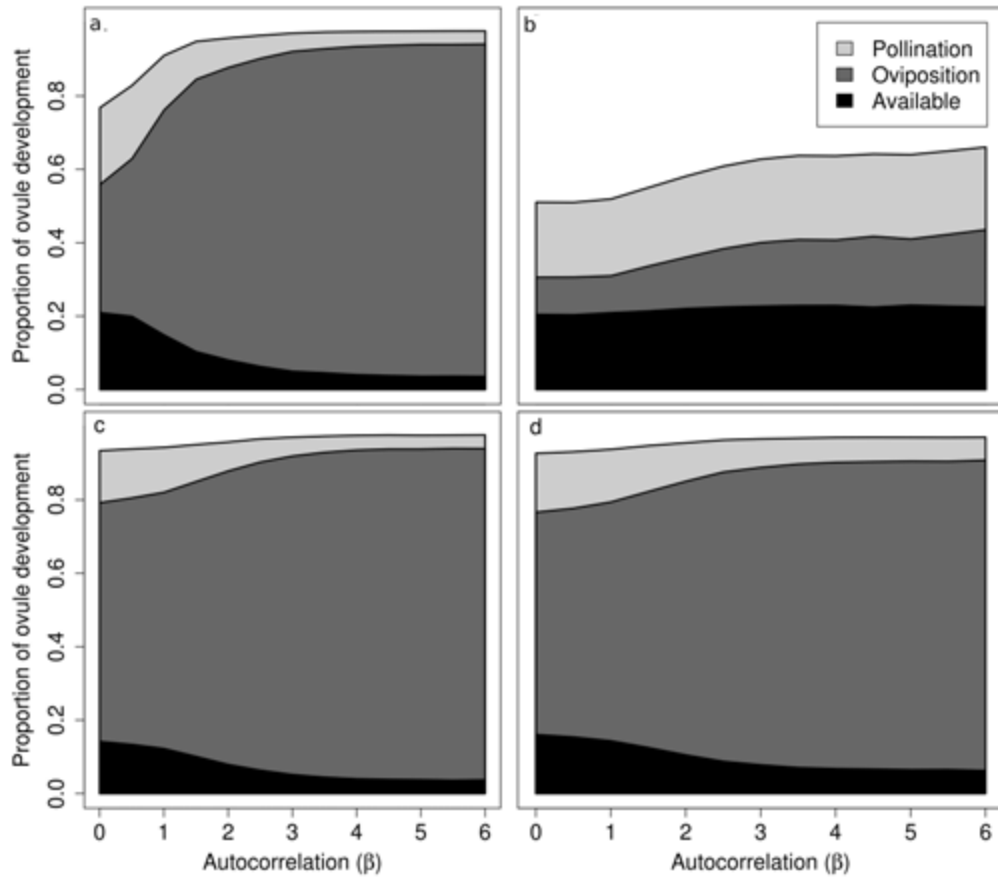 a.
b
Pollination
Oviposition
Available
Proportion of ovule development
0.0 0.2 0.4 0.6 0.8
c
d
Proportion of ovule development
0.0 0.2 0.4 0.6 0.8
0 1 2 3 4 5 6
0 1 2 3 4 5 6
Autocorrelation (β)
Autocorrelation (β)